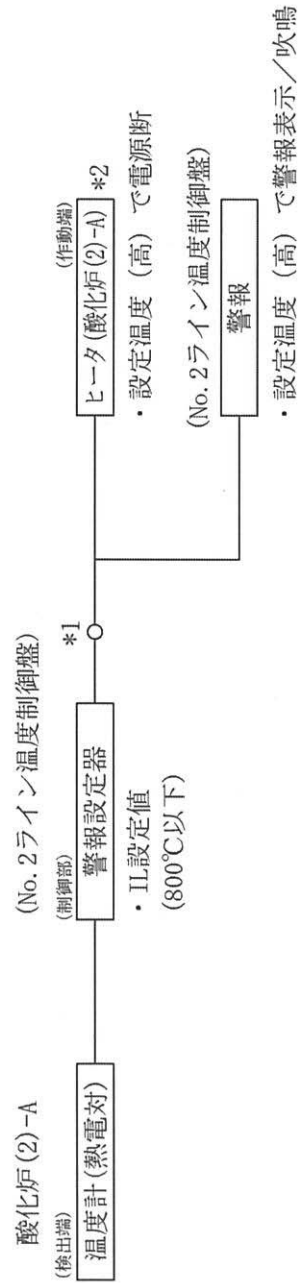 酸化炉(2)-A
(検出端)
温度計(熱電対)
(No.2ライン温度制御盤)
(制御部)
警報設定器
・IL設定値
(800℃以下)
*1
(作動端)
ヒータ(酸化炉(2)-A)
*2
・設定温度(高)で電源断
(No.2ライン温度制御盤)
警報
・設定温度(高)で警報表示/吹鳴